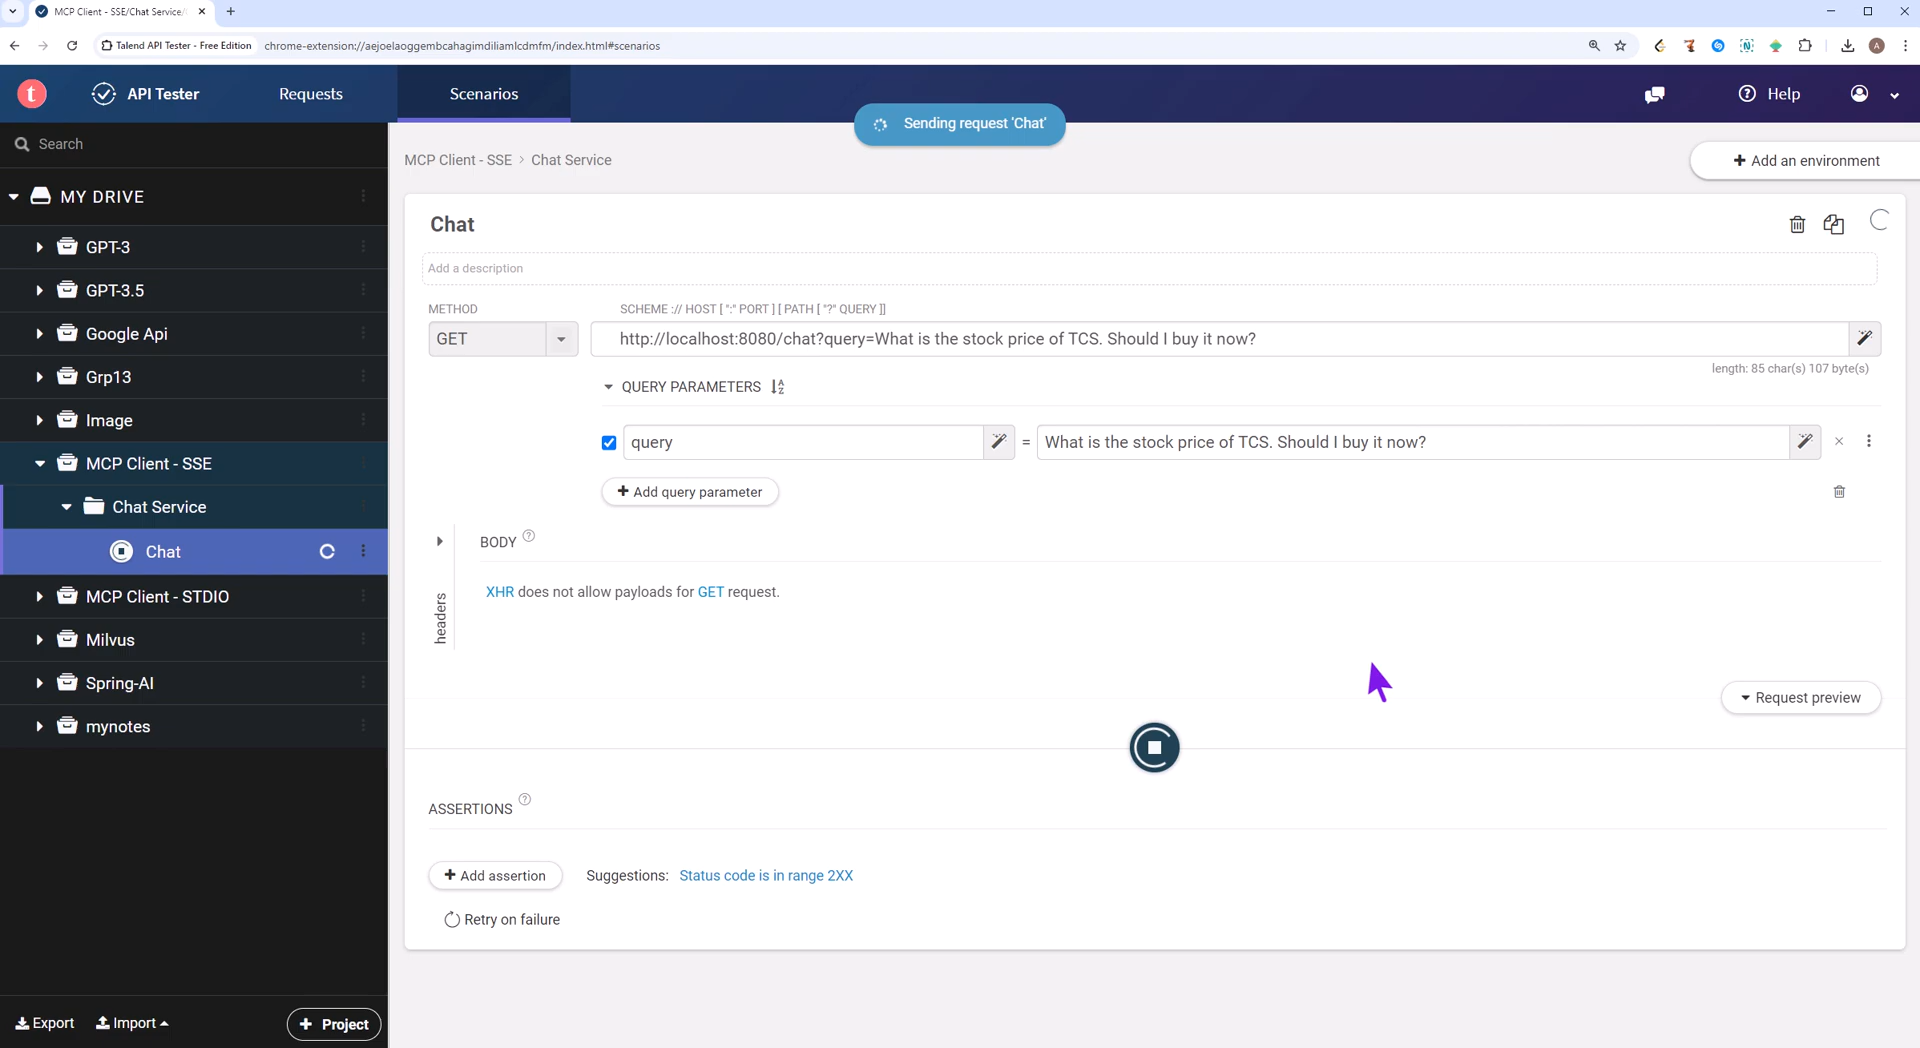 MCP Client - SSE/Chat Service/
Talend API Tester - Free Edition
chrome-extension://aejoelaoggembcahagimdiliamlcdmfm/index.html#scenarios
A
t
API Tester
Requests
Scenarios
Help
Sending request 'Chat'
Search
MCP Client - SSE > Chat Service
+ Add an environment
MY DRIVE
GPT-3
GPT-3.5
Google Api
Grp13
Image
MCP Client - SSE
Chat Service
Chat
MCP Client - STDIO
Milvus
Spring-AI
mynotes
Export
Import
+ Project
Chat
Add a description
METHOD
SCHEME :// HOST [ ":" PORT ] [ PATH [ "?" QUERY ]]
GET
http://localhost:8080/chat?query=What is the stock price of TCS. Should I buy it now?
length: 85 char(s) 107 byte(s)
QUERY PARAMETERS
query = What is the stock price of TCS. Should I buy it now?
+ Add query parameter
headers
BODY ?
XHR does not allow payloads for GET request.
Request preview
ASSERTIONS ?
+ Add assertion
Suggestions: Status code is in range 2XX
Retry on failure